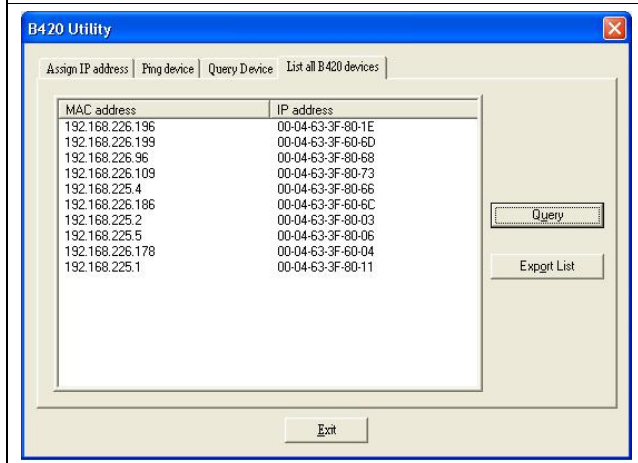 B420 Utility
Assign IP address Ping device Query Device List all B420 devices
MAC address IP address
192.168.226.196 00-04-63-3F-80-1E
192.168.226.199 00-04-63-3F-60-6D
192.168.226.96 00-04-63-3F-80-68
192.168.226.109 00-04-63-3F-80-73
192.168.225.4 00-04-63-3F-80-66
192.168.226.186 00-04-63-3F-60-6C
192.168.225.2 00-04-63-3F-80-03
192.168.225.5 00-04-63-3F-80-06
192.168.226.178 00-04-63-3F-60-04
192.168.225.1 00-04-63-3F-80-11
Query
Export List
Exit